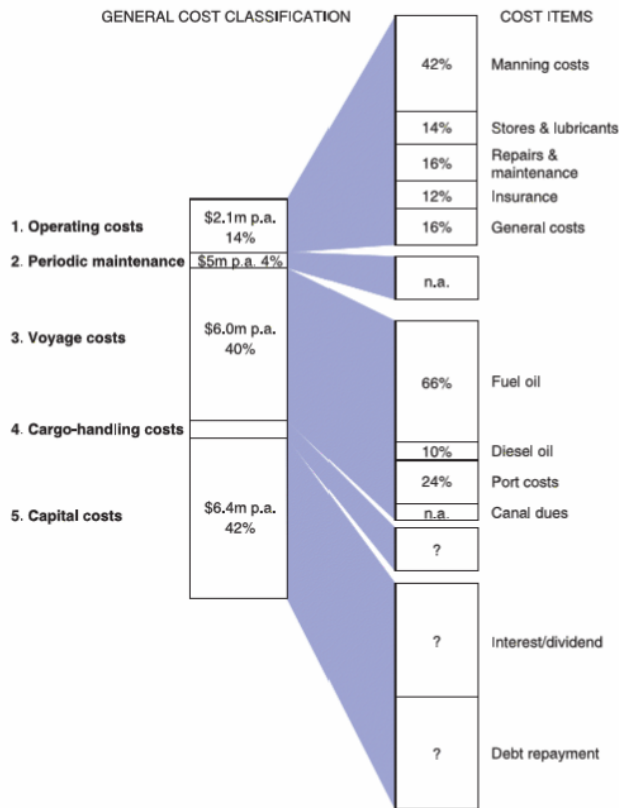 GENERAL COST CLASSIFICATION
COST ITEMS
42%
Manning costs
14%
Stores & lubricants
16%
Repairs &
maintenance
12%
Insurance
16%
General costs
1. Operating costs
$2.1m p.a.
14%
2. Periodic maintenance
$5m p.a. 4%
n.a.
3. Voyage costs
$6.0m p.a.
40%
66%
Fuel oil
10%
Diesel oil
24%
Port costs
n.a.
Canal dues
4. Cargo-handling costs
?
5. Capital costs
$6.4m p.a.
42%
?
Interest/dividend
?
Debt repayment